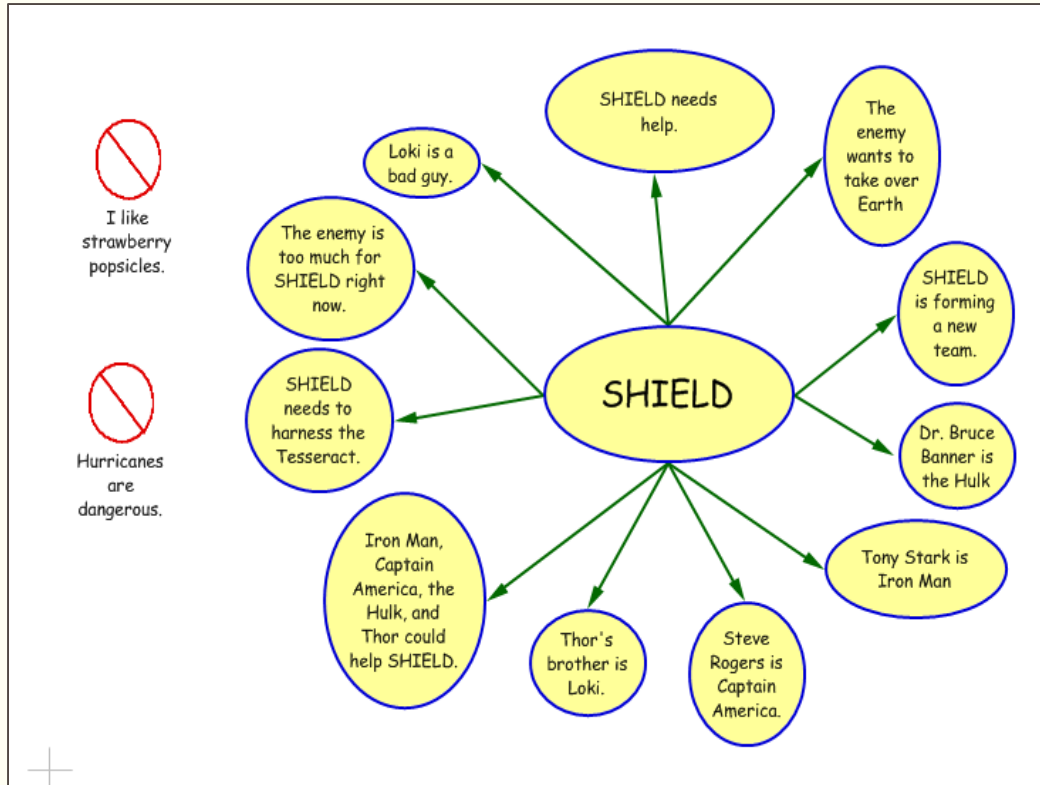 SHIELD needs
help.
The
enemy
wants to
take over
Earth
Loki is a
bad guy.
I like
strawberry
popsicles.
The enemy is
too much for
SHIELD right
now.
SHIELD
is forming
a new
team.
SHIELD
SHIELD
needs to
harness the
Tesseract.
Dr. Bruce
Banner is
the Hulk
Hurricanes
are
dangerous.
Iron Man,
Captain
America, the
Hulk, and
Thor could
help SHIELD.
Thor's
brother is
Loki.
Steve
Rogers is
Captain
America.
Tony Stark is
Iron Man